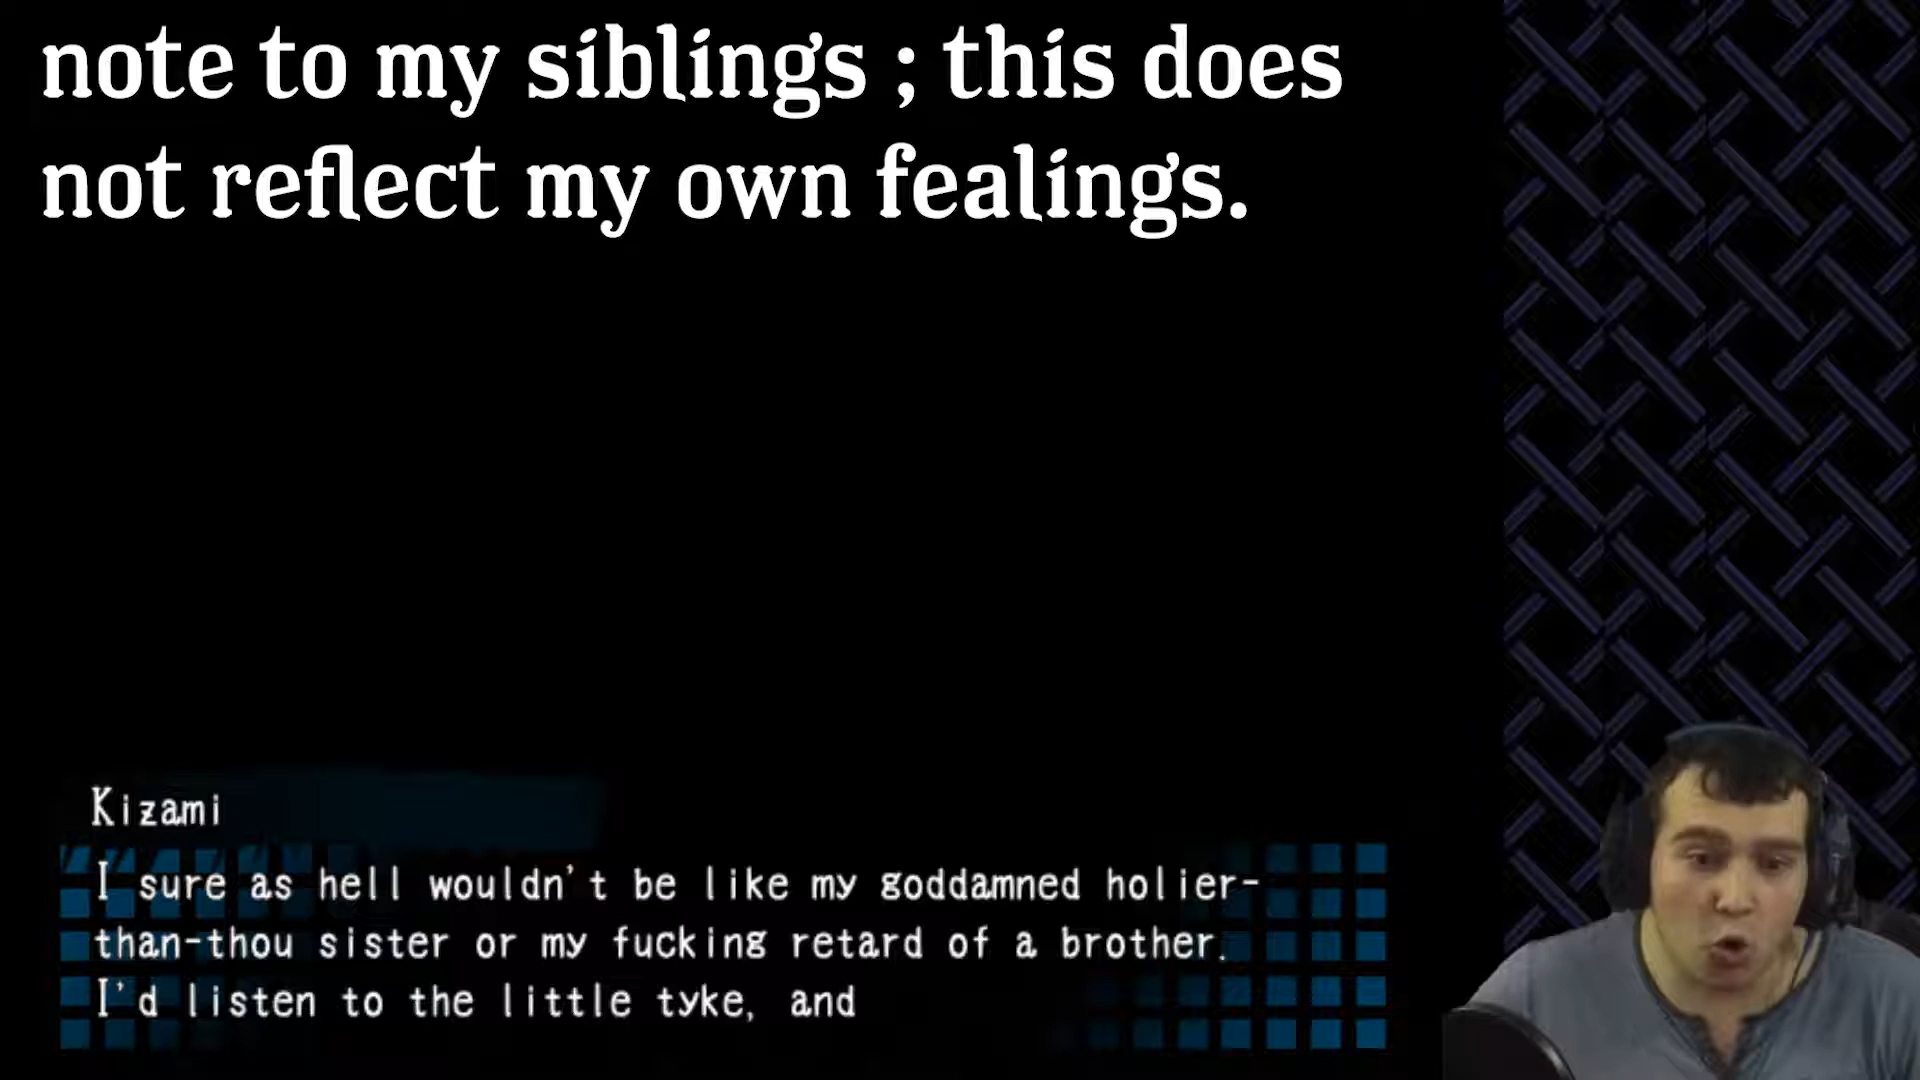 note to my siblings ; this does
not reflect my own fealings.
Kizami
I sure as hell wouldn't be like my goddamned holier-
than-thou sister or my fucking retard of a brother.
I'd listen to the little tyke, and